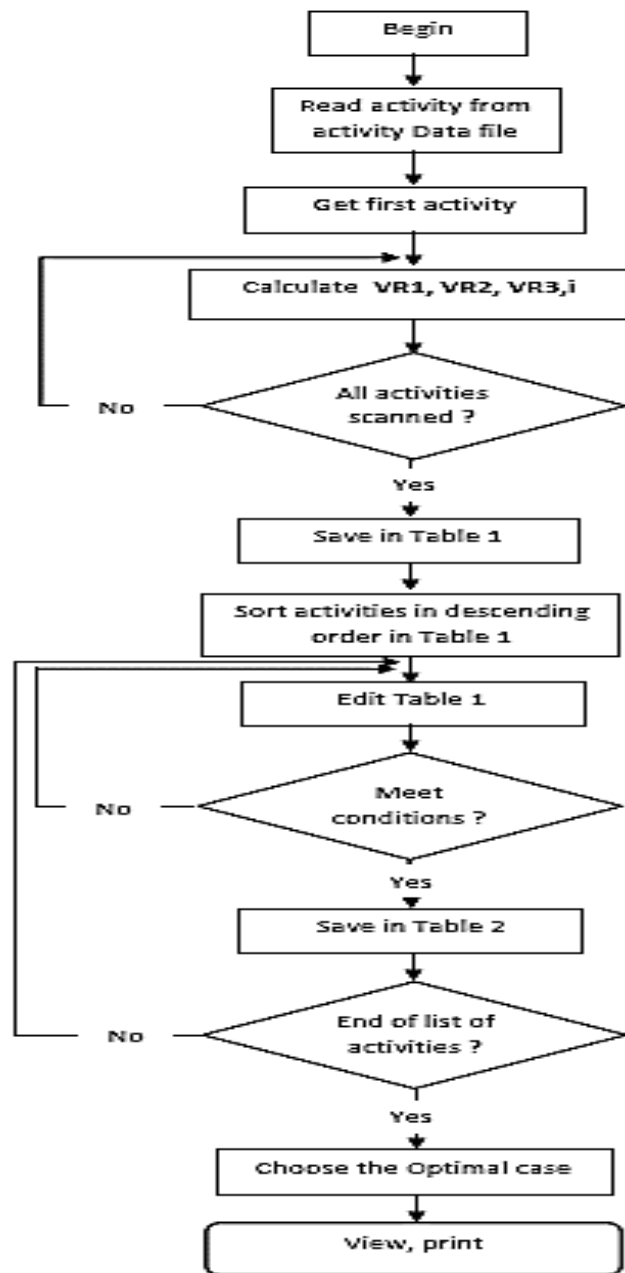 Begin
Read activity from
activity Data file
Get first activity
Calculate VR1, VR2, VR3,i
All activities
scanned ?
No
Yes
Save in Table 1
Sort activities in descending
order in Table 1
Edit Table 1
Meet
conditions ?
No
Yes
Save in Table 2
End of list of
activities ?
No
Yes
Choose the Optimal case
View, print